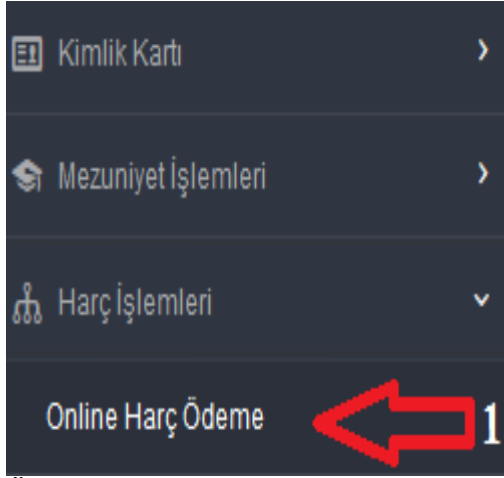 Kimlik Kartı
Mezuniyet İşlemleri
Harç İşlemleri
Online Harç Ödeme 1